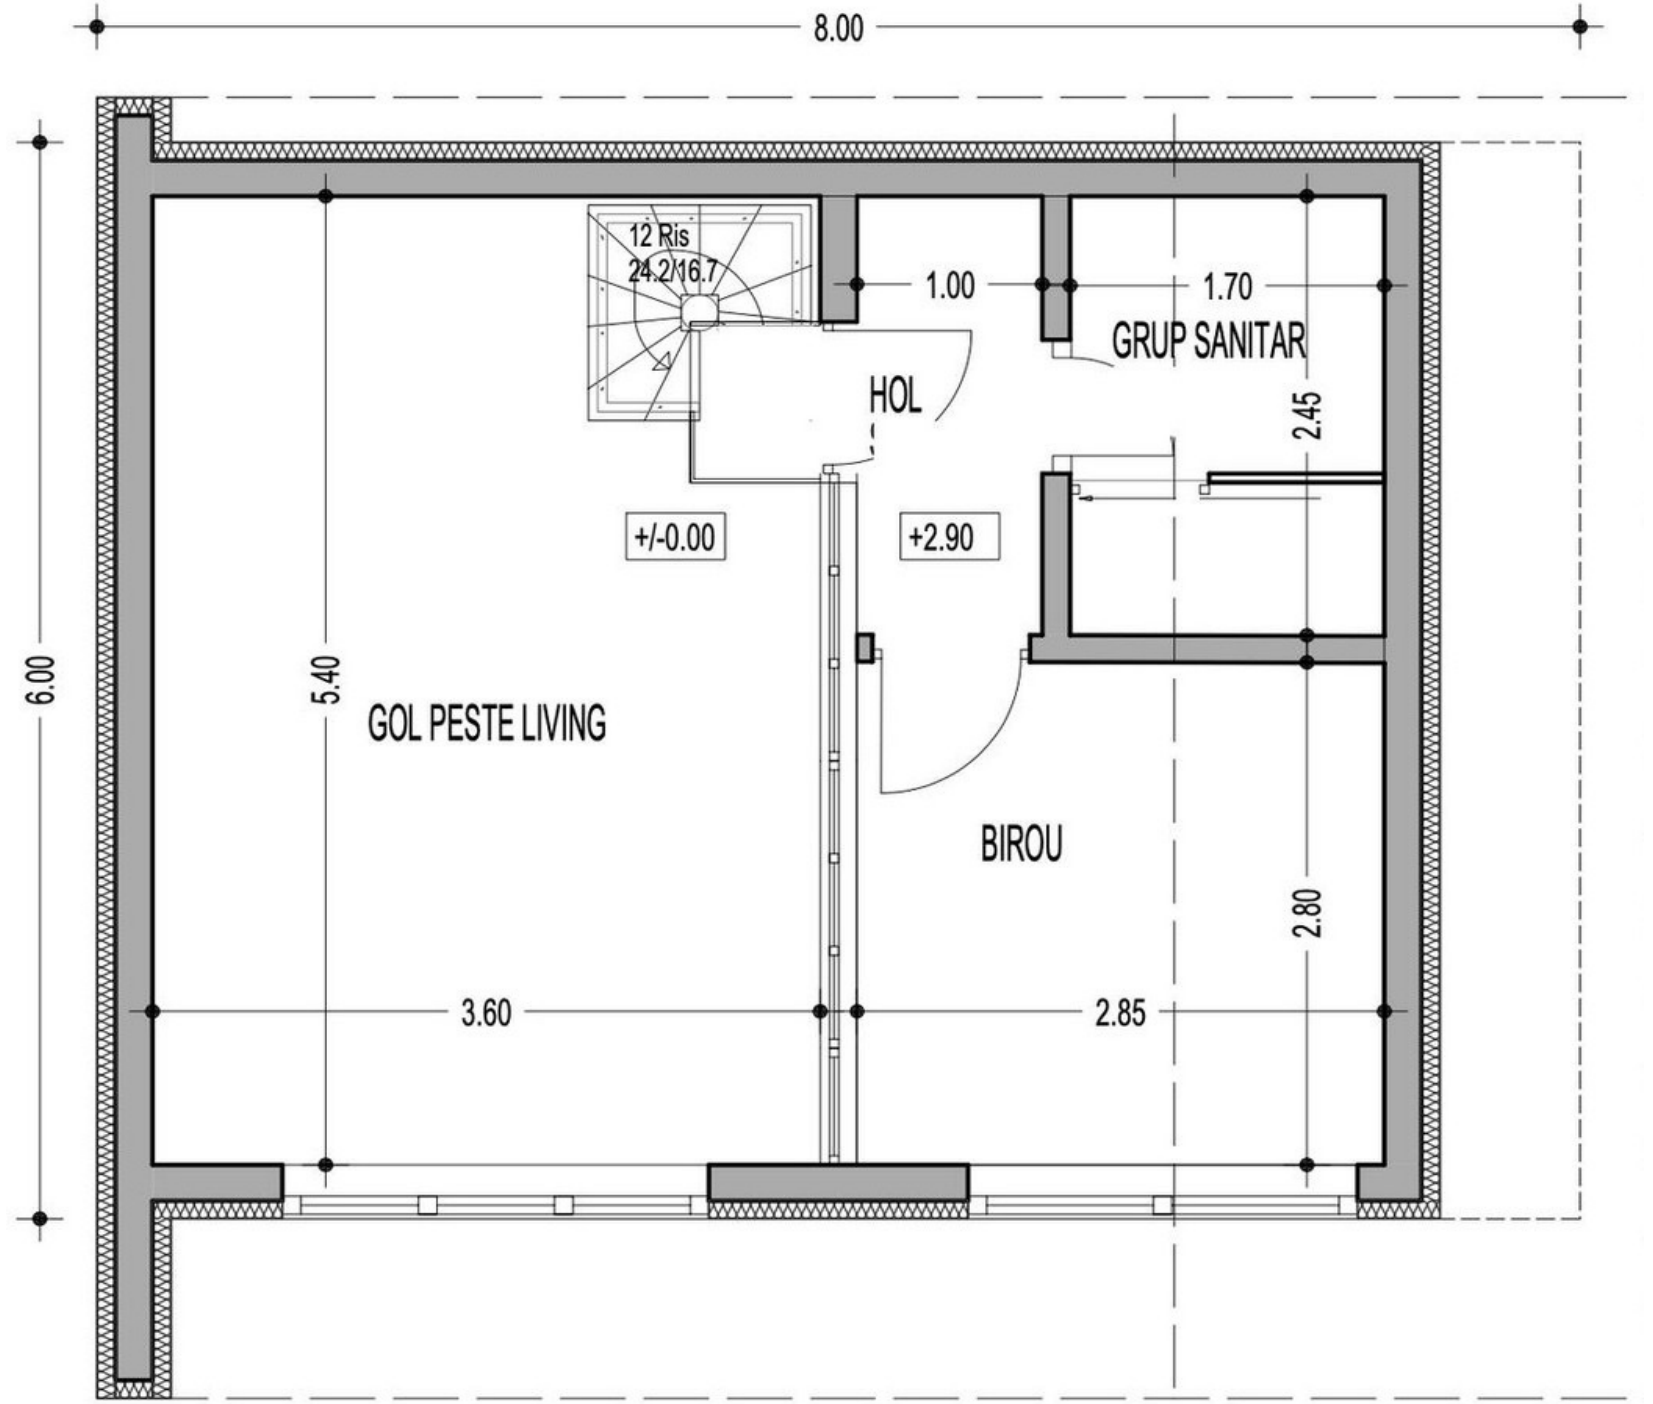 8.00
12 Ris
24.2/16.7
1.00
1.70
GRUP SANITAR
HOL
2.45
+/-0.00
+2.90
6.00
5.40
GOL PESTE LIVING
BIROU
2.80
3.60
2.85